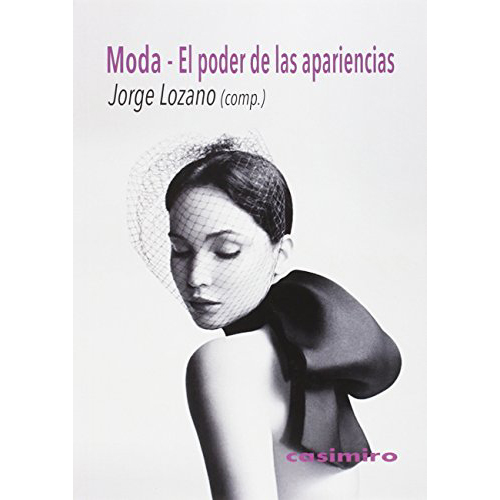 Moda - El poder de las apariencias
Jorge Lozano (comp.)
casimiro